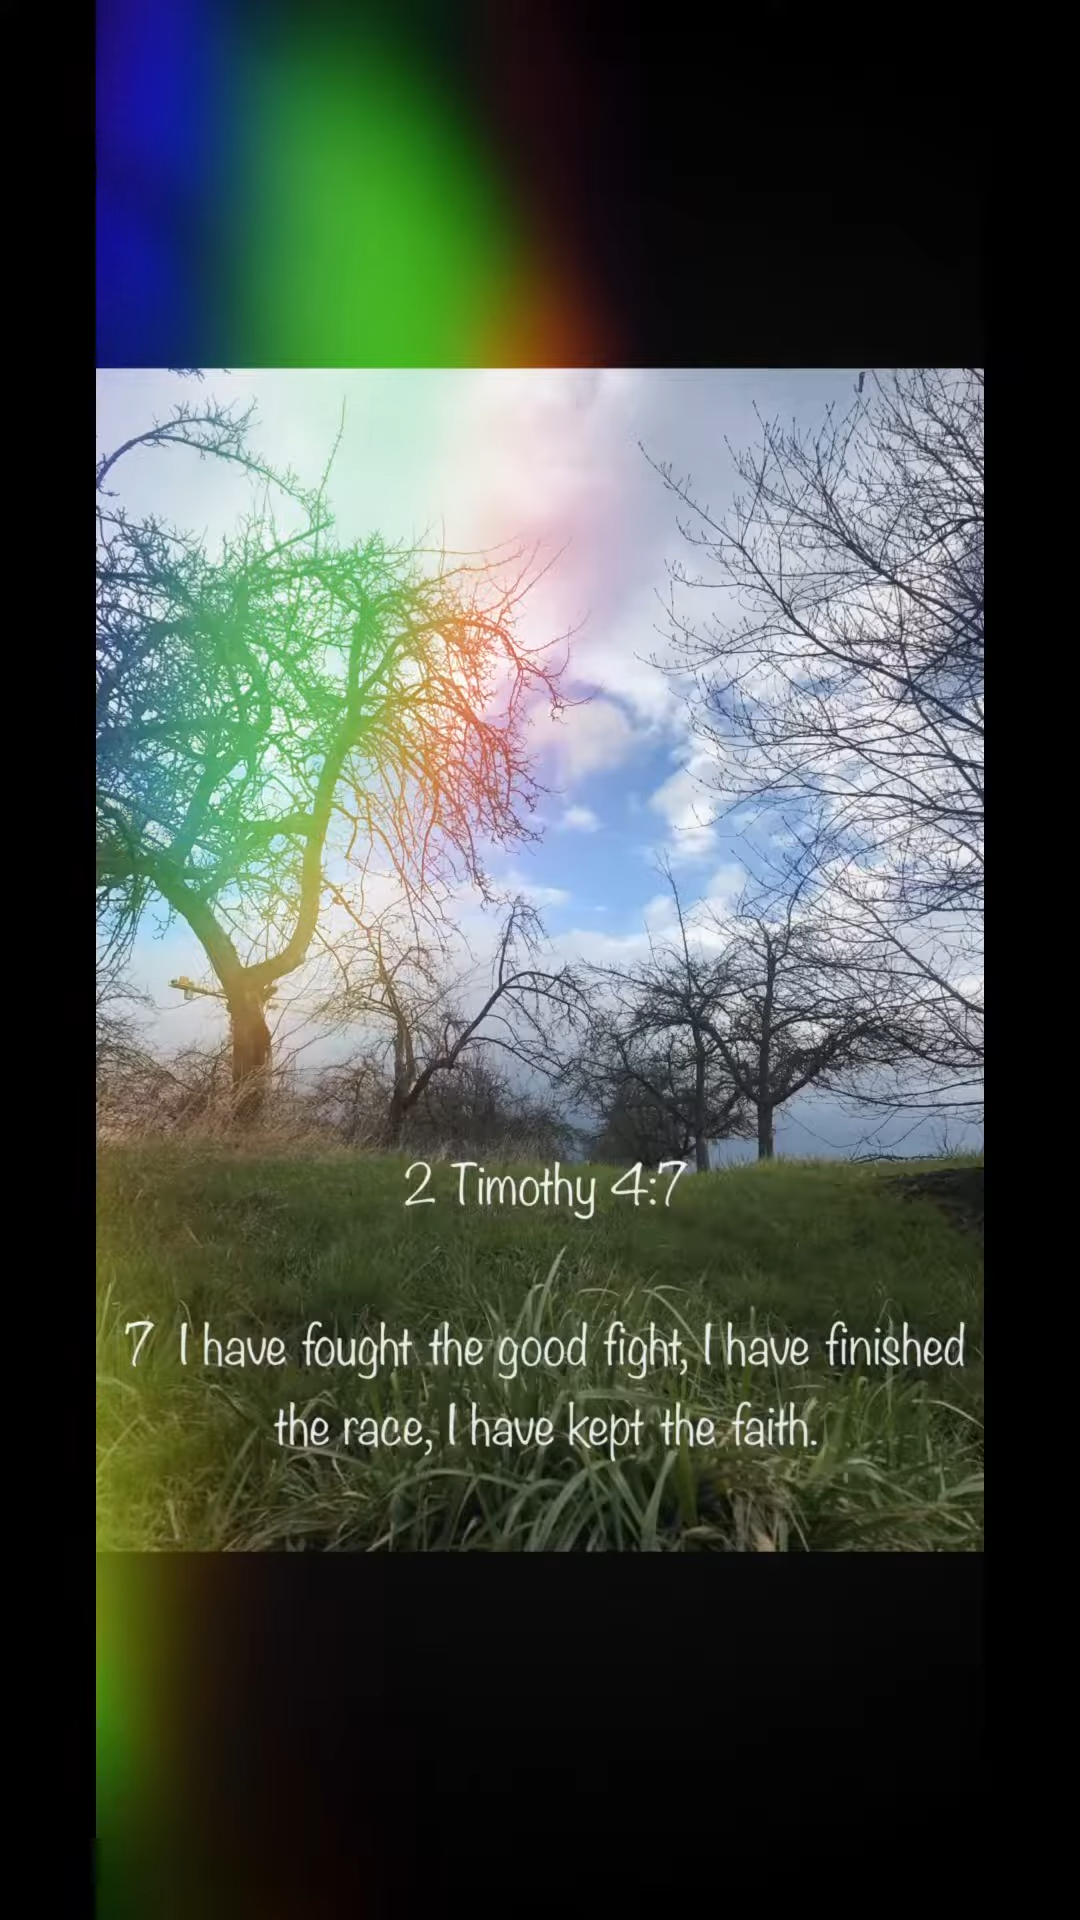 2 Timothy 4:7
7 I have fought the good fight, I have finished
the race, I have kept the faith.